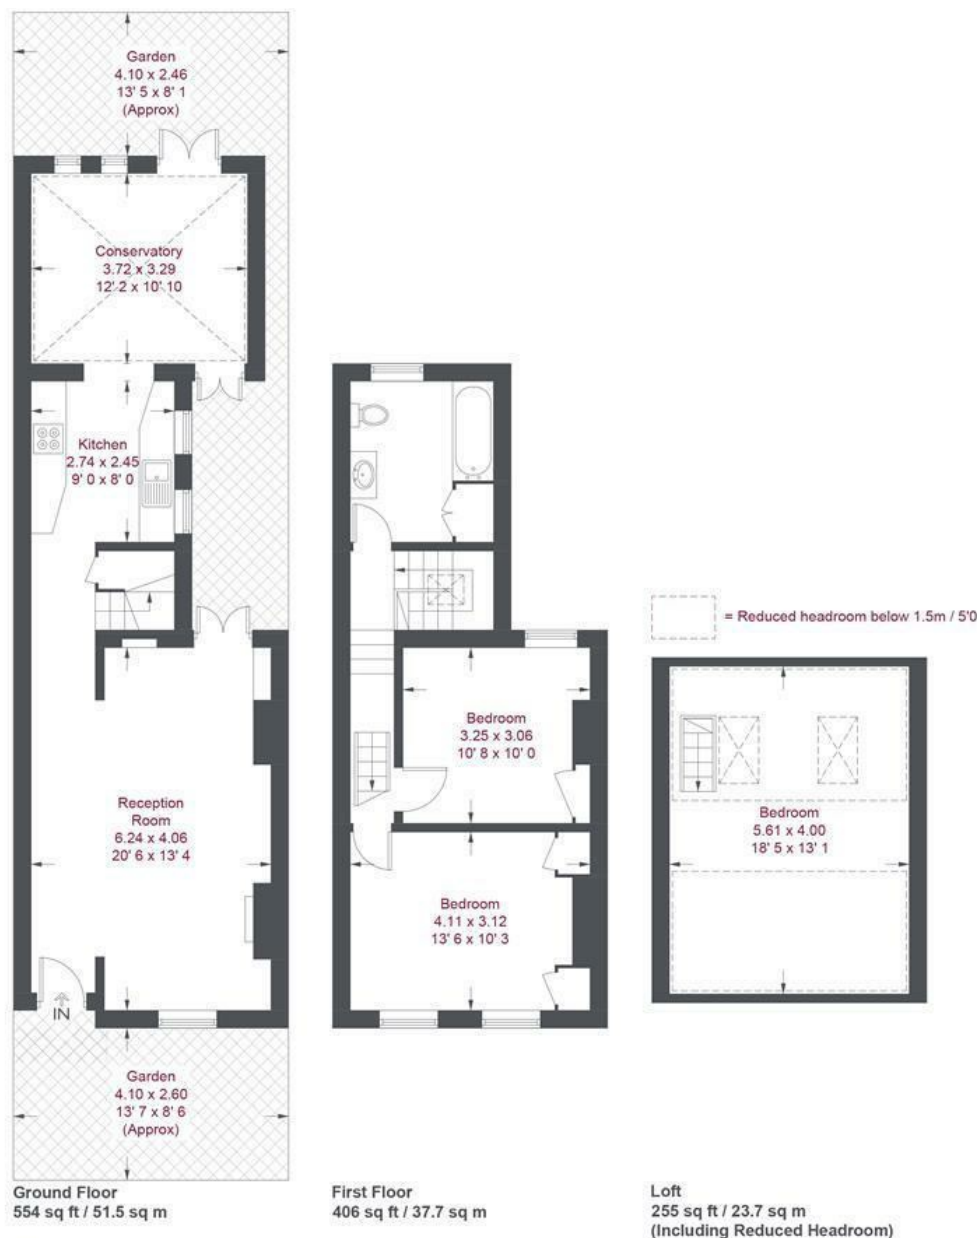 Garden
4.10 x 2.46
13' 5 x 8' 1
(Approx)
Conservatory
3.72 x 3.29
12' 2 x 10' 10
Kitchen
2.74 x 2.45
9' 0 x 8' 0
Reception
Room
6.24 x 4.06
20' 6 x 13' 4
IN
Garden
4.10 x 2.60
13' 7 x 8' 6
(Approx)
Ground Floor
554 sq ft / 51.5 sq m
Bedroom
3.25 x 3.06
10' 8 x 10' 0
Bedroom
4.11 x 3.12
13' 6 x 10' 3
First Floor
406 sq ft / 37.7 sq m
= Reduced headroom below 1.5m / 5'0
Bedroom
5.61 x 4.00
18' 5 x 13' 1
Loft
255 sq ft / 23.7 sq m
(Including Reduced Headroom)